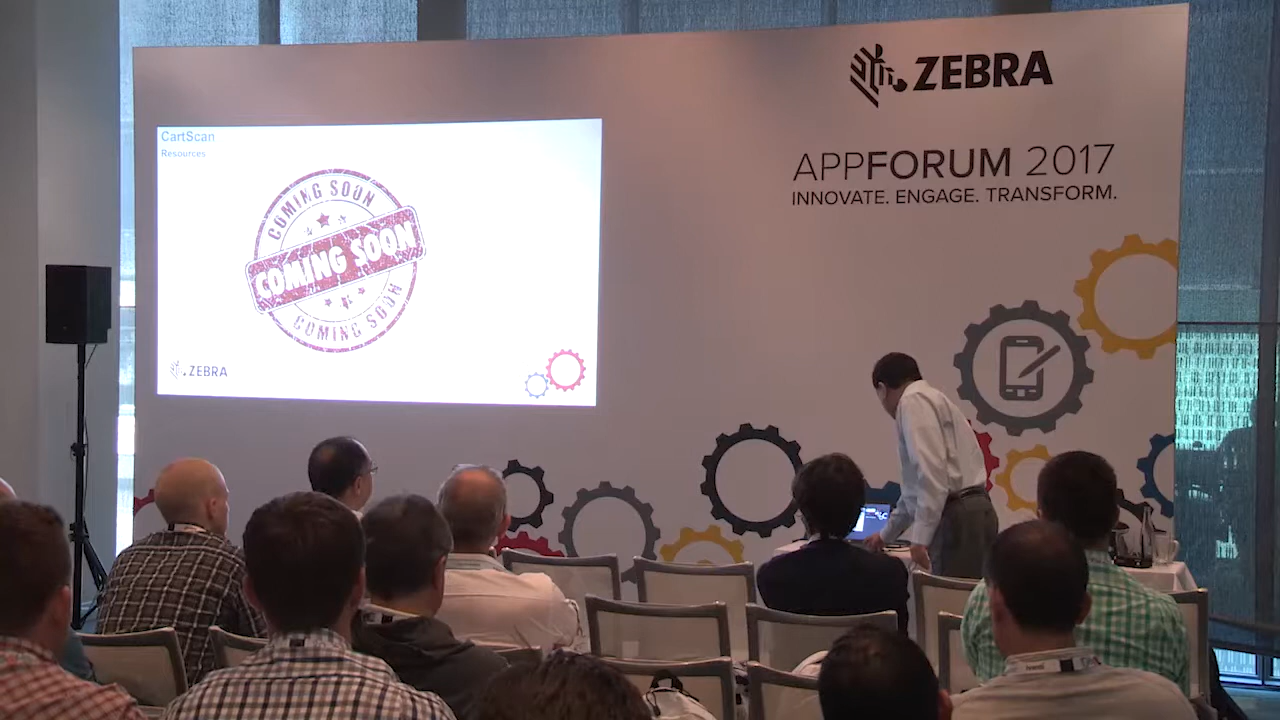 ZEBRA
APPFORUM 2017
INNOVATE. ENGAGE. TRANSFORM.
CartScan
Resources
COMING SOON
COMING SOON
COMING SOON
ZEBRA